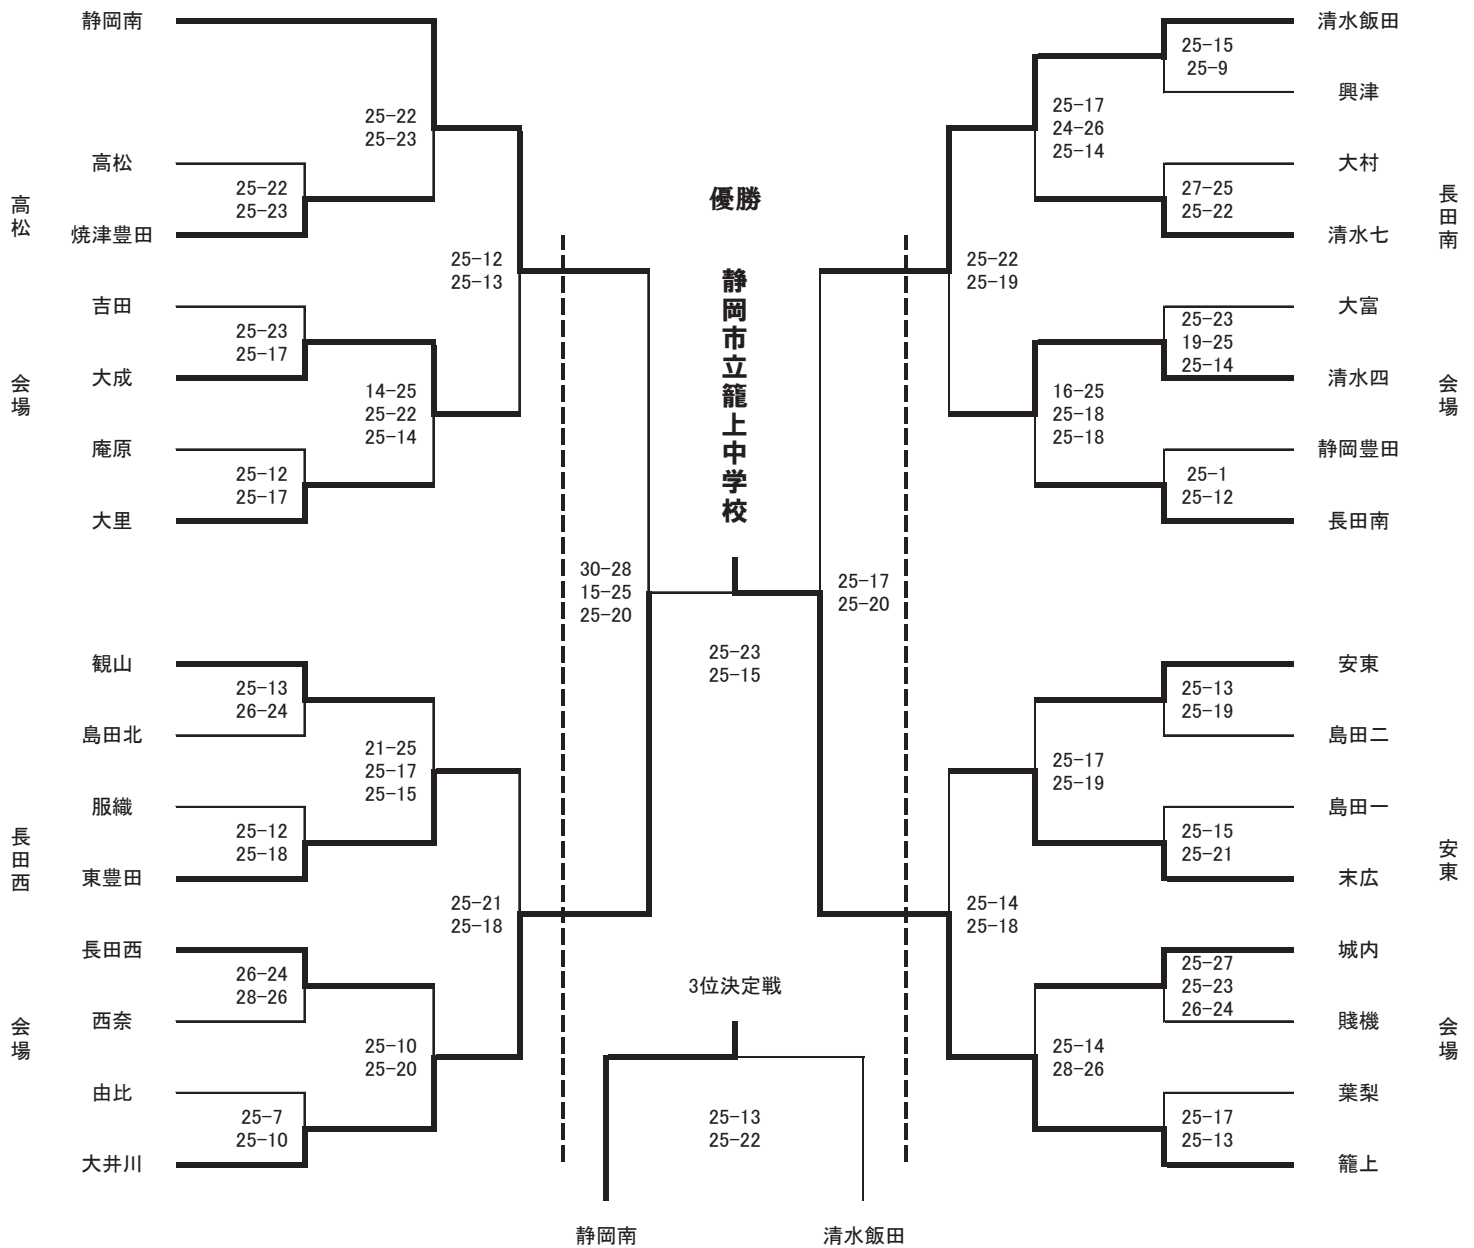 静岡南
25-22
25-23
高松
25-22
25-23
焼津豊田
高松
会場
25-12
25-13
吉田
25-23
25-17
大成
14-25
25-22
25-14
庵原
25-12
25-17
大里
30-28
15-25
25-20
観山
25-13
26-24
島田北
21-25
25-17
25-15
服織
25-12
25-18
東豊田
長田西
会場
25-21
25-18
長田西
26-24
28-26
西奈
25-10
25-20
由比
25-7
25-10
大井川
優勝
静岡市立籠上中学校
25-23
25-15
3位決定戦
25-13
25-22
静岡南
清水飯田
清水飯田
25-15
25-9
興津
25-17
24-26
25-14
大村
27-25
25-22
清水七
長田南
会場
25-22
25-19
大富
25-23
19-25
25-14
清水四
16-25
25-18
25-18
静岡豊田
25-1
25-12
長田南
25-17
25-20
安東
25-13
25-19
島田二
25-17
25-19
島田一
25-15
25-21
末広
安東
会場
25-14
25-18
城内
25-27
25-23
26-24
賤機
25-14
28-26
葉梨
25-17
25-13
籠上